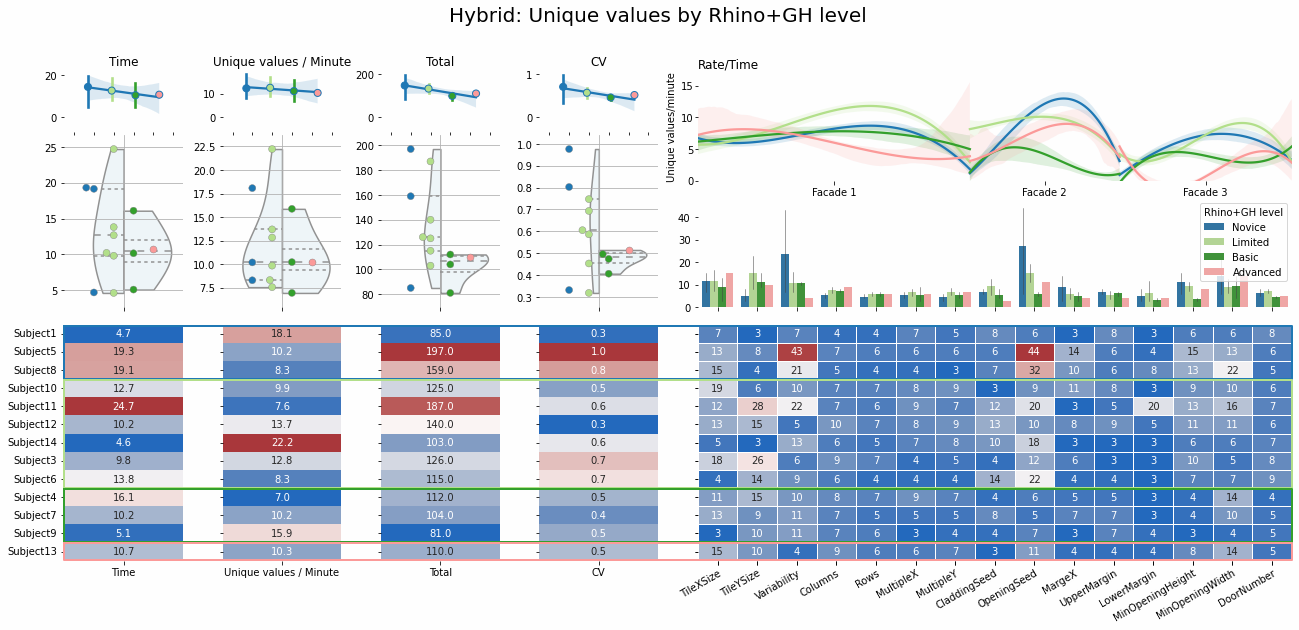 Hybrid: Unique values by Rhino+GH level
Time
Unique values / Minute
Total
CV
Rate/Time
20
0
10
0
200
0
1
0
15
10
5
0
Unique values/minute
Facade 1
Facade 2
Facade 3
25
20
15
10
5
22.5
20.0
17.5
15.0
12.5
10.0
7.5
200
180
160
140
120
100
80
1.0
0.9
0.8
0.7
0.6
0.5
0.4
0.3
40
30
20
10
0
Rhino+GH level
Novice
Limited
Basic
Advanced
Subject1 4.7 18.1 85.0 0.3 7 3 7 4 4 7 5 8 6 3 8 3 6 6 8
Subject5 19.3 10.2 197.0 1.0 13 8 43 7 6 6 6 6 44 14 6 4 15 13 6
Subject8 19.1 8.3 159.0 0.8 15 4 21 5 4 4 3 7 32 10 6 8 13 22 5
Subject10 12.7 9.9 125.0 0.5 19 6 10 7 7 8 9 3 9 11 8 3 9 10 6
Subject11 24.7 7.6 187.0 0.6 12 28 22 7 6 9 7 12 20 3 5 20 13 16 7
Subject12 10.2 13.7 140.0 0.3 13 15 5 10 7 8 9 13 10 8 9 5 11 11 6
Subject14 4.6 22.2 103.0 0.6 5 3 13 6 5 7 8 10 18 3 3 3 6 6 7
Subject3 9.8 12.8 126.0 0.7 18 26 6 9 7 4 5 4 12 6 3 3 10 5 8
Subject6 13.8 8.3 115.0 0.7 4 14 9 6 4 4 4 14 22 4 4 3 7 7 9
Subject4 16.1 7.0 112.0 0.5 11 15 10 8 7 9 7 4 6 5 5 3 4 14 4
Subject7 10.2 10.2 104.0 0.4 13 9 11 7 5 5 5 8 5 7 7 3 4 10 5
Subject9 5.1 15.9 81.0 0.5 3 10 11 7 6 3 4 4 7 3 7 4 3 4 5
Subject13 10.7 10.3 110.0 0.5 15 10 4 9 6 6 7 3 11 4 4 4 8 14 5
Time
Unique values / Minute
Total
CV
TileXSize
TileYSize
Variability
Columns
Rows
MultipleX
MultipleY
CladdingSeed
OpeningSeed
MargeX
UpperMargin
LowerMargin
MinOpeningHeight
MinOpeningWidth
DoorNumber